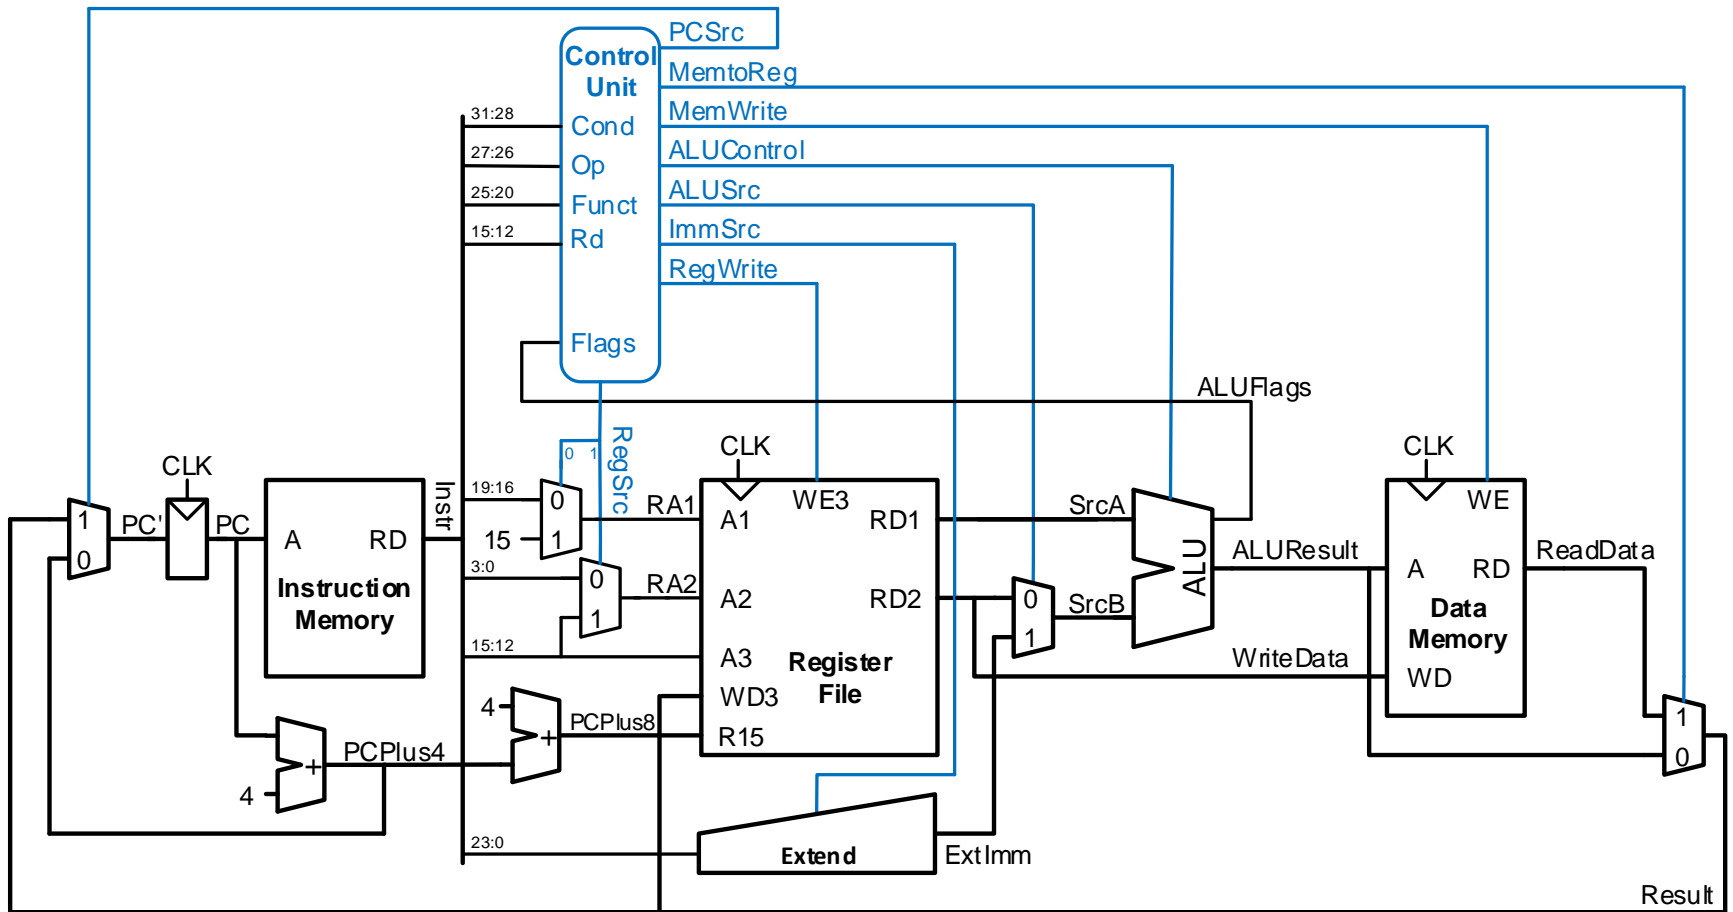 PCSrc
Control
Unit
MemtoReg
31:28
Cond
MemWrite
27:26
Op
ALUControl
25:20
Funct
ALUSrc
15:12
Rd
ImmSrc
RegWrite
Flags
ALUFlags
RegSrc
0 1
CLK
CLK
CLK
Instr
19:16
0
1
15
RA1
A1
WE3
RD1
SrcA
ALU
WE
1
0
PC'
PC
A
RD
Instruction
Memory
3:0
0
1
RA2
A2
RD2
0
1
SrcB
ALUResult
A
RD
ReadData
Data
Memory
15:12
A3
Register
File
WriteData
WD
WD3
4
+
PCPlus8
R15
1
0
PCPlus4
+
4
23:0
Extend
ExtImm
Result